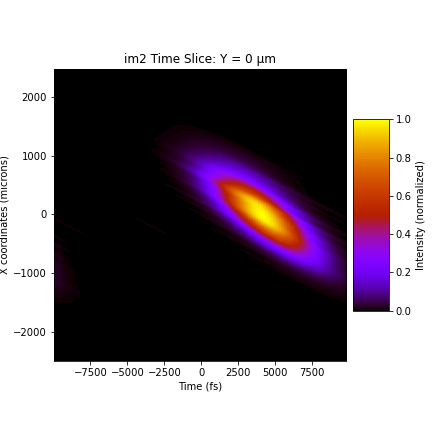 im2 Time Slice: Y = 0 μm
2000
1000
0
−1000
−2000
X coordinates (microns)
−7500 −5000 −2500 0 2500 5000 7500
Time (fs)
1.0
0.8
0.6
0.4
0.2
0.0
Intensity (normalized)